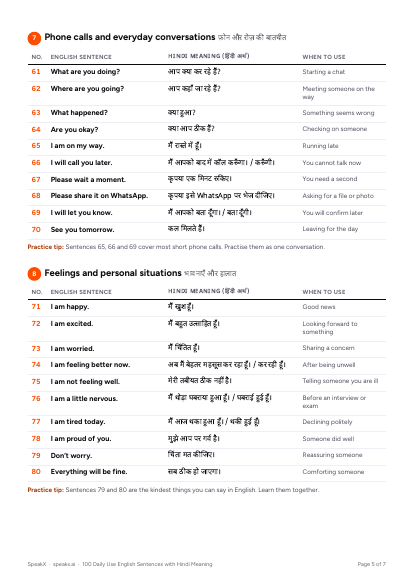 7 Phone calls and everyday conversations फ़ोन और रोज़ की बातचीत
NO. ENGLISH SENTENCE HINDI MEANING (हिंदी अर्थ) WHEN TO USE
61 What are you doing? आप क्या कर रहे हैं? Starting a chat
62 Where are you going? आप कहाँ जा रहे हैं? Meeting someone on the
way
63 What happened? क्या हुआ? Something seems wrong
64 Are you okay? क्या आप ठीक हैं? Checking on someone
65 I am on my way. मैं रास्ते में हूँ। Running late
66 I will call you later. मैं आपको बाद में कॉल करूँगा। / करूँगी। You cannot talk now
67 Please wait a moment. कृपया एक मिनट रुकिए। You need a second
68 Please share it on WhatsApp. कृपया इसे WhatsApp पर भेज दीजिए। Asking for a file or photo
69 I will let you know. मैं आपको बता दूँगा। / बता दूँगी। You will confirm later
70 See you tomorrow. कल मिलते हैं। Leaving for the day
Practice tip: Sentences 65, 66 and 69 cover most short phone calls. Practise them as one conversation.
8 Feelings and personal situations भावनाएँ और हालात
NO. ENGLISH SENTENCE HINDI MEANING (हिंदी अर्थ) WHEN TO USE
71 I am happy. मैं खुश हूँ। Good news
72 I am excited. मैं बहुत उत्साहित हूँ। Looking forward to
something
73 I am worried. मैं चिंतित हूँ। Sharing a concern
74 I am feeling better now. अब मैं बेहतर महसूस कर रहा हूँ। / कर रही हूँ। After being unwell
75 I am not feeling well. मेरी तबीयत ठीक नहीं है। Telling someone you are ill
76 I am a little nervous. मैं थोड़ा घबराया हुआ हूँ। / घबराई हुई हूँ। Before an interview or
exam
77 I am tired today. मैं आज थका हुआ हूँ। / थकी हुई हूँ। Declining politely
78 I am proud of you. मुझे आप पर गर्व है। Someone did well
79 Don't worry. चिंता मत कीजिए। Reassuring someone
80 Everything will be fine. सब ठीक हो जाएगा। Comforting someone
Practice tip: Sentences 79 and 80 are the kindest things you can say in English. Learn them together.
SpeakX · speakx.ai · 100 Daily Use English Sentences with Hindi Meaning Page 5 of 7